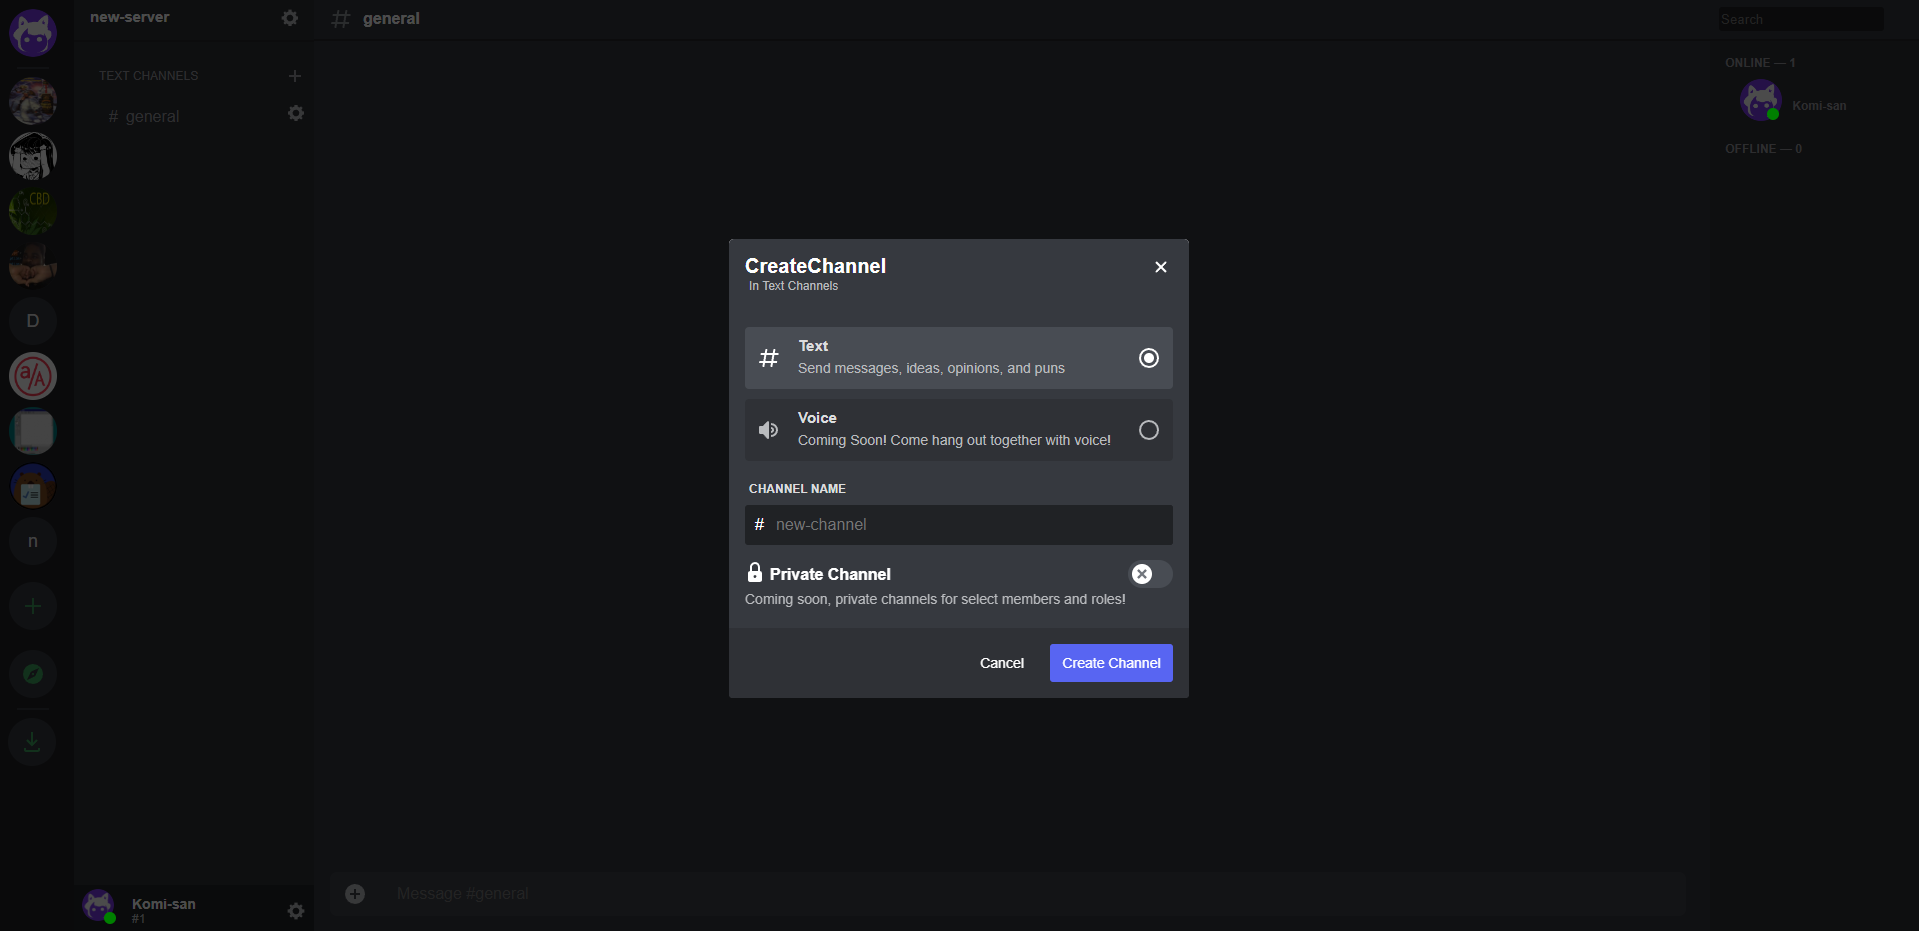 new-server
# general
Search
TEXT CHANNELS
# general
ONLINE — 1
Komi-san
OFFLINE — 0
CBD
D
a/A
n
CreateChannel
In Text Channels
# Text
Send messages, ideas, opinions, and puns
Voice
Coming Soon! Come hang out together with voice!
CHANNEL NAME
# new-channel
Private Channel
Coming soon, private channels for select members and roles!
Cancel
Create Channel
Komi-san
#1
Message #general